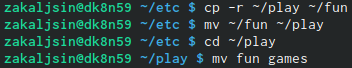 zakaljsin@dk8n59 ~/etc $ cp -r ~/play ~/fun
zakaljsin@dk8n59 ~/etc $ mv ~/fun ~/play
zakaljsin@dk8n59 ~/etc $ cd ~/play
zakaljsin@dk8n59 ~/play $ mv fun games